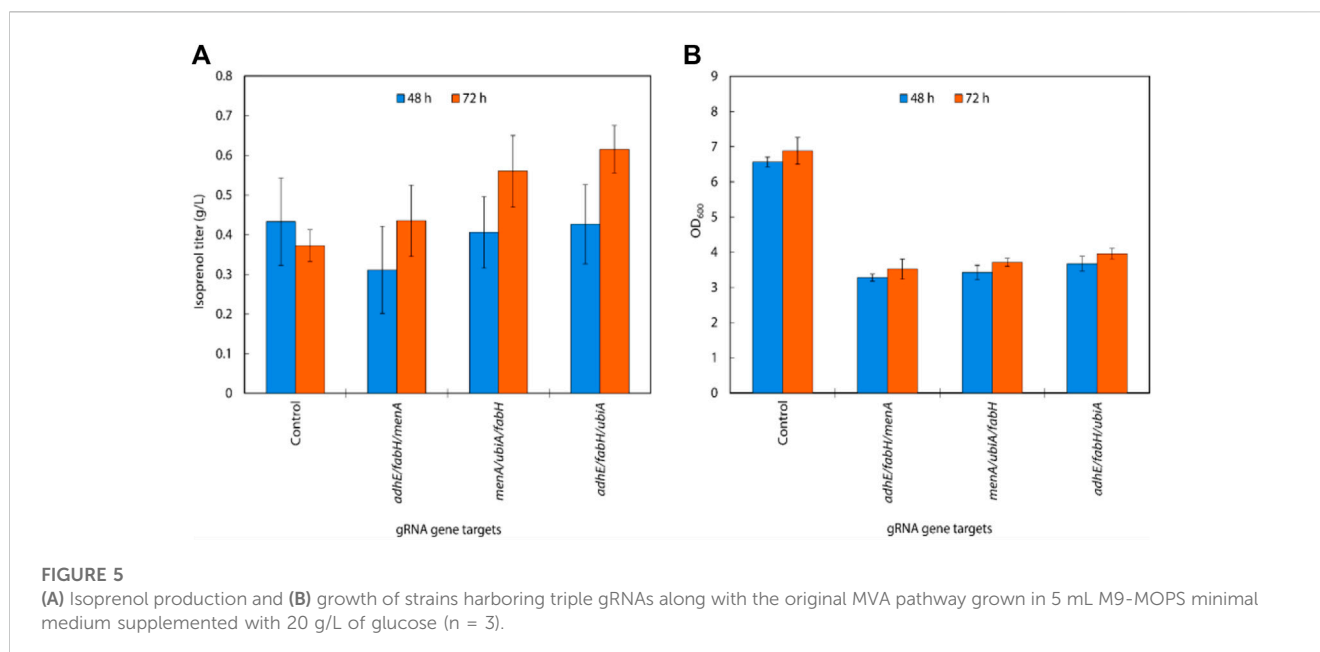 A
0.8
0.7
0.6
0.5
0.4
0.3
0.2
0.1
0
Isoprenol titer (g/L)
48 h 72 h
Control
adhE/fabH/menA
menA/ubiA/fabH
adhE/fabH/ubiA
gRNA gene targets
B
9
8
7
6
5
4
3
2
1
0
OD600
48 h 72 h
Control
adhE/fabH/menA
menA/ubiA/fabH
adhE/fabH/ubiA
gRNA gene targets
FIGURE 5
(A) Isoprenol production and (B) growth of strains harboring triple gRNAs along with the original MVA pathway grown in 5 mL M9-MOPS minimal
medium supplemented with 20 g/L of glucose (n = 3).